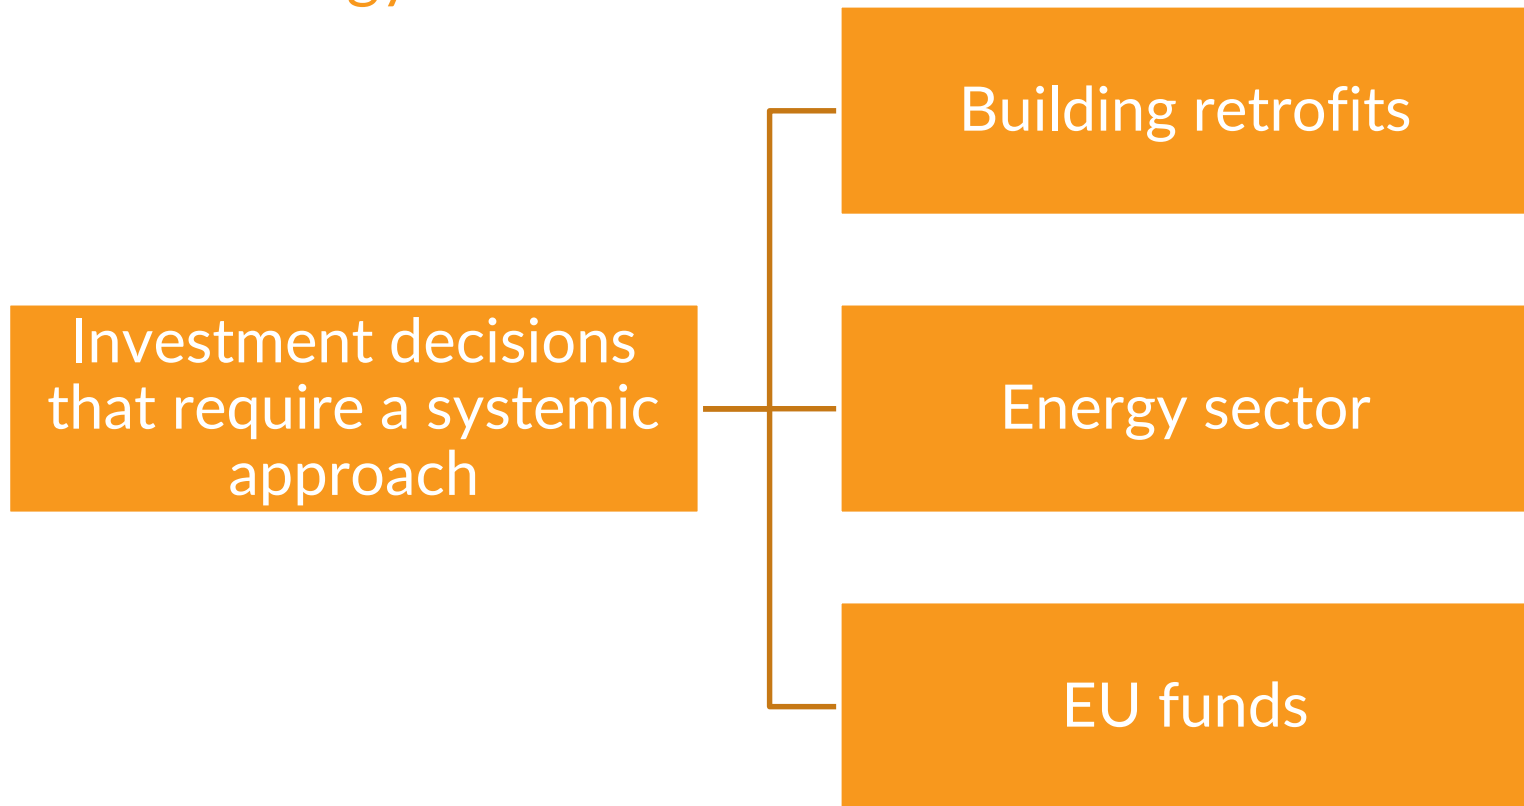 Investment decisions
that require a systemic
approach
Building retrofits
Energy sector
EU funds